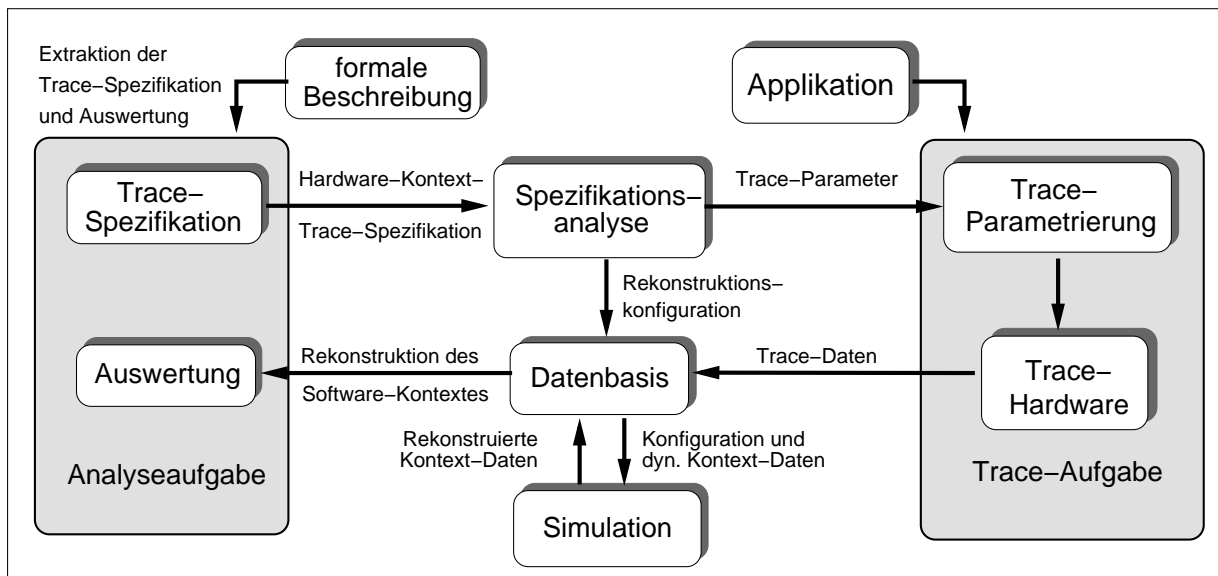 Extraktion der
Trace−Spezifikation
und Auswertung
formale
Beschreibung
Applikation
Trace−
Spezifikation
Hardware−Kontext−
Trace−Spezifikation
Spezifikations−
analyse
Trace−Parameter
Trace−
Parametrierung
Rekonstruktions−
konfiguration
Auswertung
Rekonstruktion des
Software−Kontextes
Datenbasis
Trace−Daten
Trace−
Hardware
Rekonstruierte
Kontext−Daten
Konfiguration und
dyn. Kontext−Daten
Analyseaufgabe
Simulation
Trace−Aufgabe